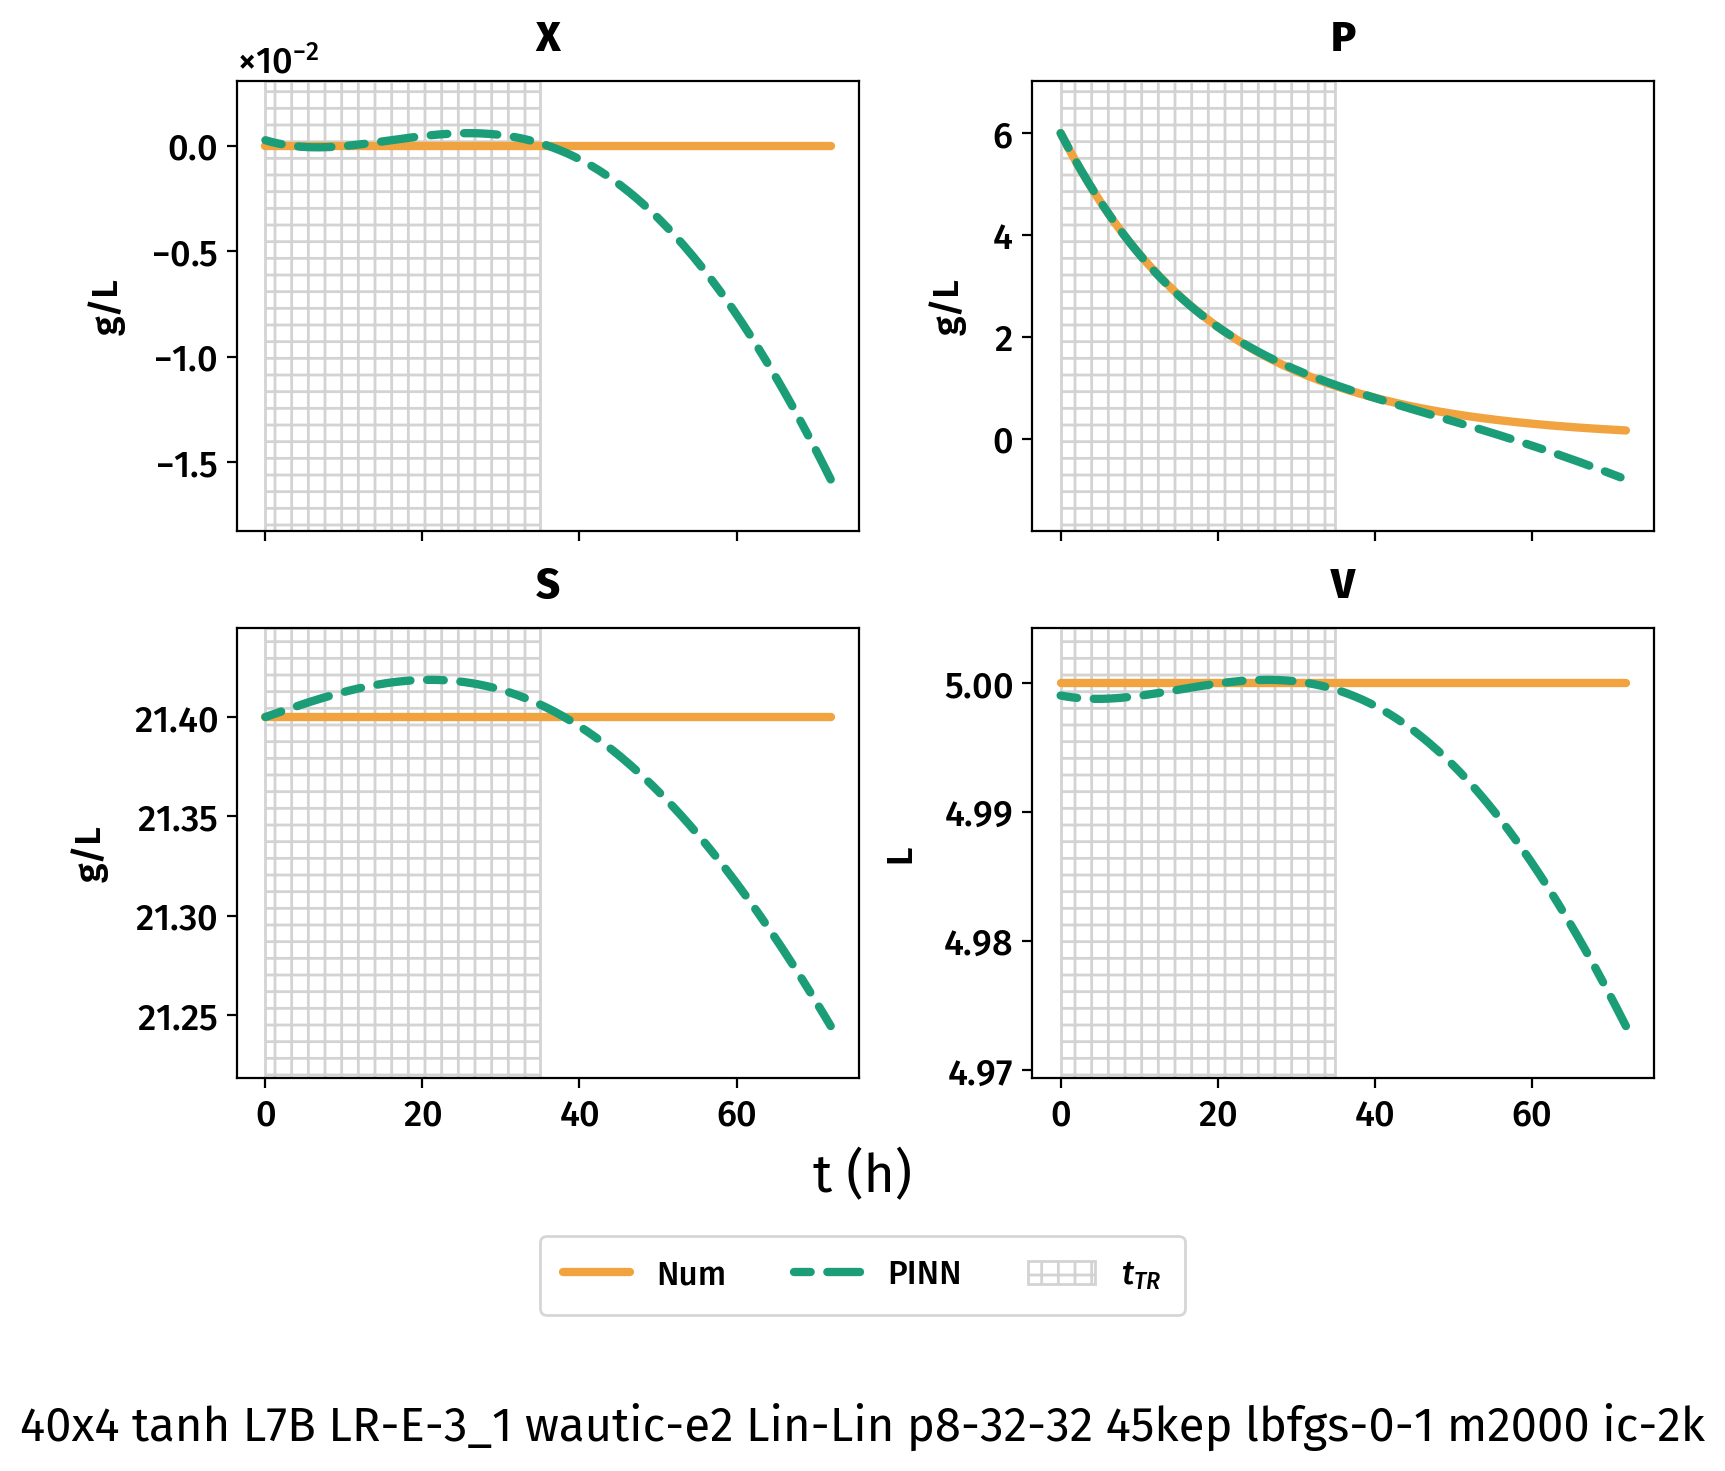 X
×10⁻²
g/L
0.0
−0.5
−1.0
−1.5
P
g/L
6
4
2
0
S
g/L
21.40
21.35
21.30
21.25
0 20 40 60
V
L
5.00
4.99
4.98
4.97
0 20 40 60
t (h)
Num PINN t_TR
40x4 tanh L7B LR-E-3_1 wautic-e2 Lin-Lin p8-32-32 45kep lbfgs-0-1 m2000 ic-2k